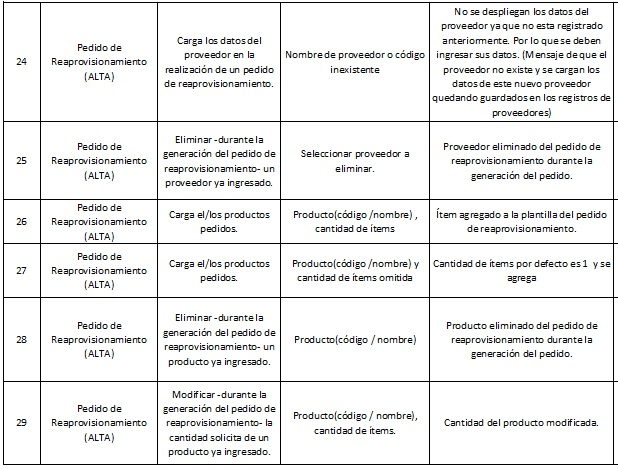 24
Pedido de
Reaprovisionamiento
(ALTA)
Carga los datos del
proveedor en la
realización de un pedido
de reaprovisionamiento.
Nombre de proveedor o código
inexistente
No se despliegan los datos del
proveedor ya que no esta registrado
anteriormente. Por lo que se deben
ingresar sus datos. (Mensaje de que el
proveedor no existe y se cargan los
datos de este nuevo proveedor
quedando guardados en los registros de
proveedores)
25
Pedido de
Reaprovisionamiento
(ALTA)
Eliminar -durante la
generación del pedido de
reaprovisionamiento- un
proveedor ya ingresado.
Seleccionar proveedor a
eliminar.
Proveedor eliminado del pedido de
reaprovisionamiento durante la
generación del pedido.
26
Pedido de
Reaprovisionamiento
(ALTA)
Carga el/los productos
pedidos.
Producto(código /nombre) ,
cantidad de ítems
Ítem agregado a la plantilla del pedido
de reaprovisionamiento.
27
Pedido de
Reaprovisionamiento
(ALTA)
Carga el/los productos
pedidos.
Producto(código /nombre) y
cantidad de ítems omitida
Cantidad de ítems por defecto es 1 y se
agrega
28
Pedido de
Reaprovisionamiento
(ALTA)
Eliminar -durante la
generación del pedido de
reaprovisionamiento- un
producto ya ingresado.
Producto(código / nombre)
Producto eliminado del pedido de
reaprovisionamiento durante la
generación del pedido.
29
Pedido de
Reaprovisionamiento
(ALTA)
Modificar -durante la
generación del pedido de
reaprovisionamiento- la
cantidad solicita de un
producto ya ingresado.
Producto(código / nombre),
cantidad de ítems.
Cantidad del producto modificada.